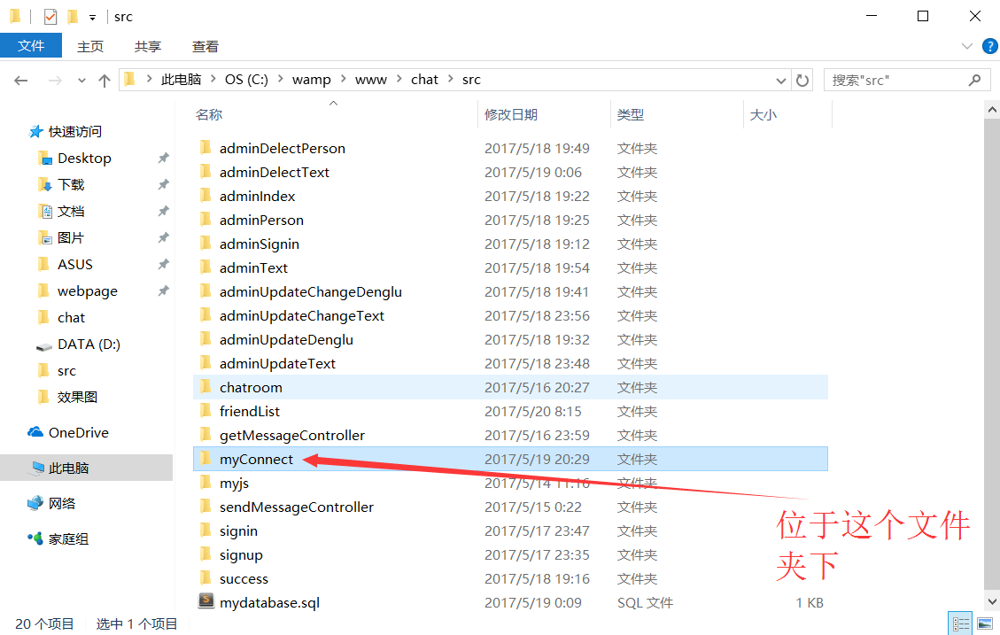 src
文件 主页 共享 查看
此电脑 OS (C:) wamp www chat src 搜索"src"
名称 修改日期 类型 大小
快速访问
Desktop
下载
文档
图片
ASUS
webpage
chat
DATA (D:)
src
效果图
OneDrive
此电脑
网络
家庭组
adminDelectPerson 2017/5/18 19:49 文件夹
adminDelectText 2017/5/19 0:06 文件夹
adminIndex 2017/5/18 19:22 文件夹
adminPerson 2017/5/18 19:25 文件夹
adminSignin 2017/5/18 19:12 文件夹
adminText 2017/5/18 19:54 文件夹
adminUpdateChangeDenglu 2017/5/18 19:41 文件夹
adminUpdateChangeText 2017/5/18 23:56 文件夹
adminUpdateDenglu 2017/5/18 19:32 文件夹
adminUpdateText 2017/5/18 23:48 文件夹
chatroom 2017/5/16 20:27 文件夹
friendList 2017/5/20 8:15 文件夹
getMessageController 2017/5/16 23:59 文件夹
myConnect 2017/5/19 20:29 文件夹
myjs 2017/5/14 11:16 文件夹
sendMessageController 2017/5/15 0:22 文件夹
signin 2017/5/17 23:47 文件夹
signup 2017/5/17 23:35 文件夹
success 2017/5/18 19:16 文件夹
mydatabase.sql 2017/5/19 0:09 SQL 文件 1 KB
位于这个文件
夹下
20 个项目 选中 1 个项目